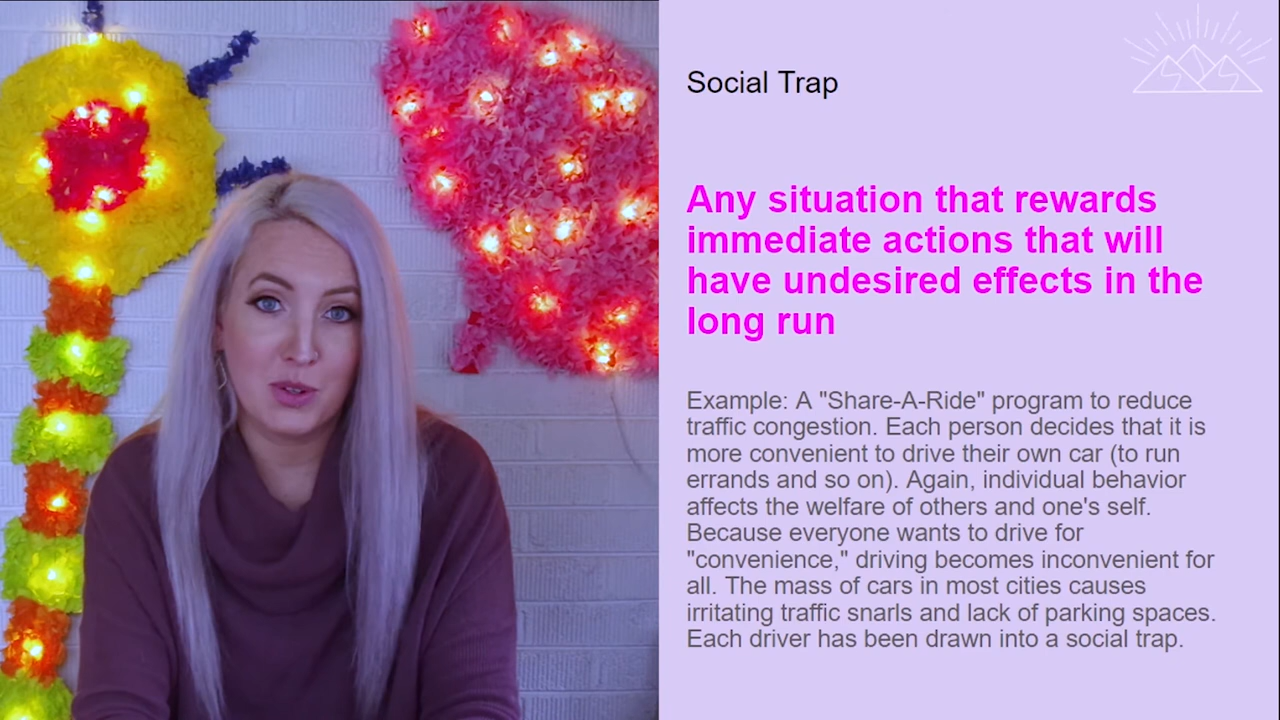 Social Trap
Any situation that rewards
immediate actions that will
have undesired effects in the
long run
Example: A "Share-A-Ride" program to reduce
traffic congestion. Each person decides that it is
more convenient to drive their own car (to run
errands and so on). Again, individual behavior
affects the welfare of others and one's self.
Because everyone wants to drive for
"convenience," driving becomes inconvenient for
all. The mass of cars in most cities causes
irritating traffic snarls and lack of parking spaces.
Each driver has been drawn into a social trap.